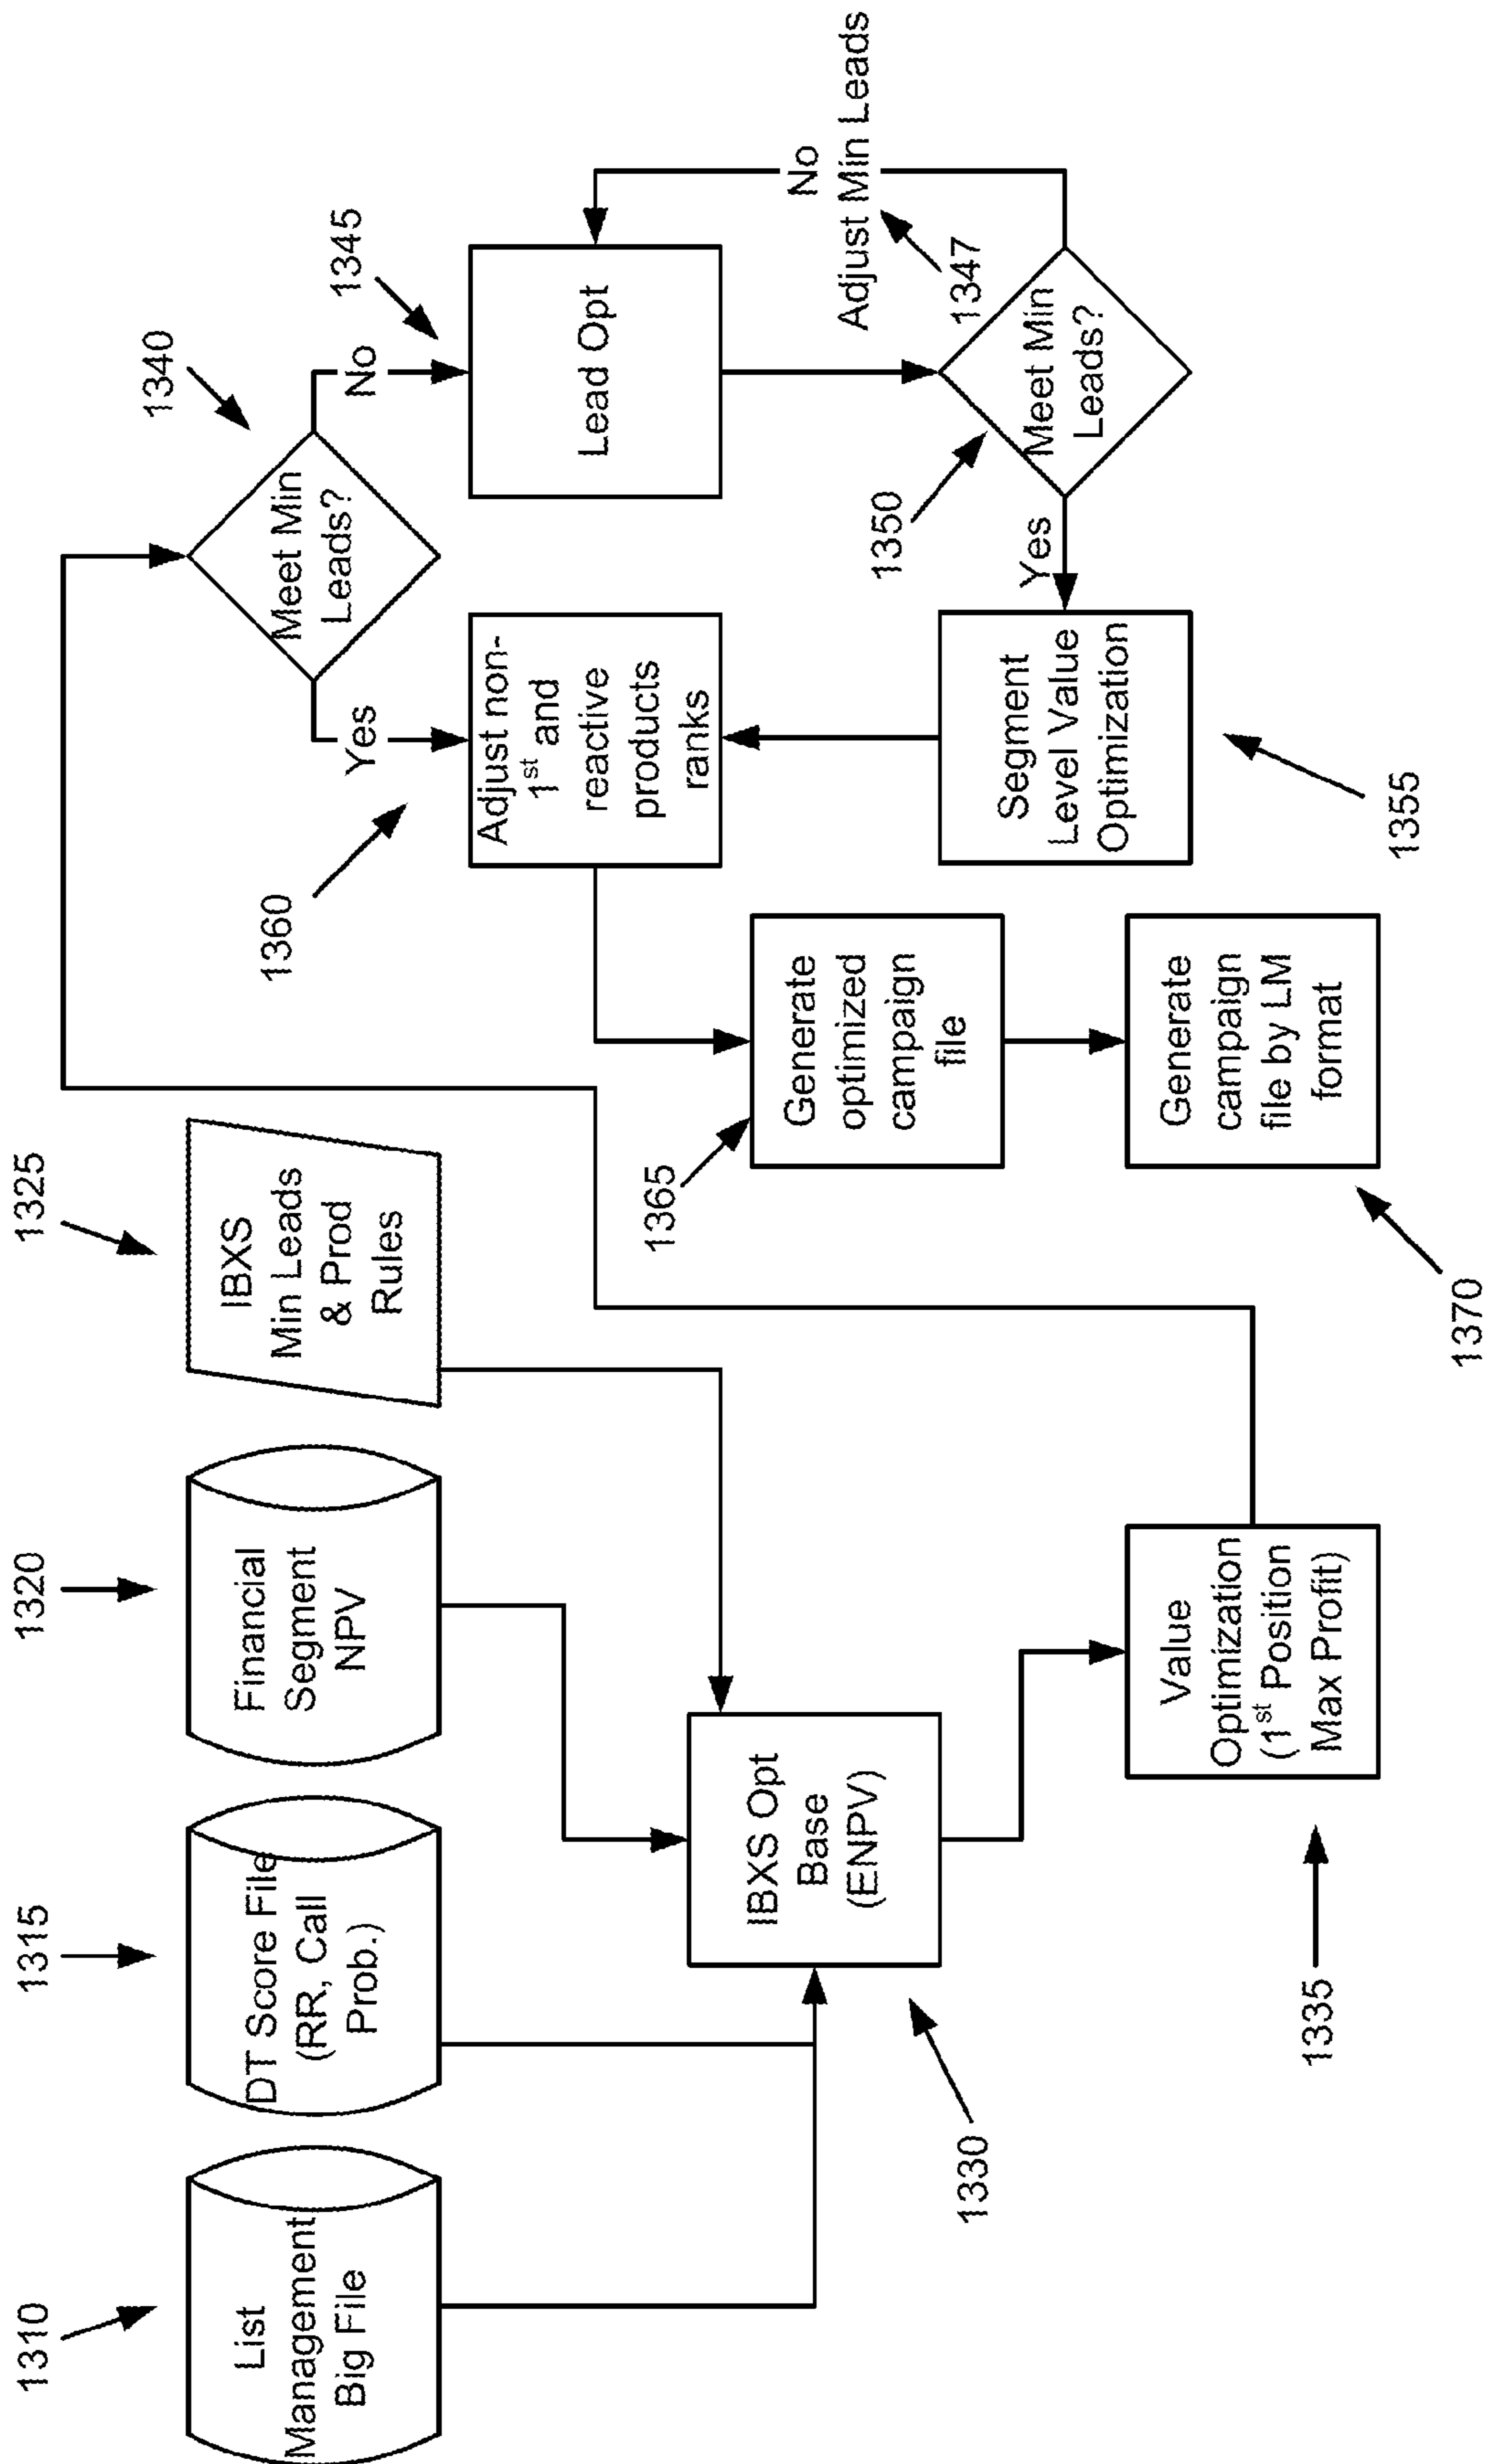 1310
List
Management
Big File
1315
DT Score File
(RR, Call
Prob.)
1320
Financial
Segment
NPV
1325
IBXS
Min Leads
& Prod
Rules
1330
IBXS Opt
Base
(ENPV)
1335
Value
Optimization
(1st Position
Max Profit)
1340
Meet Min
Leads?
Yes
No
1345
Lead Opt
No
Adjust Min Leads
1347
1350
Meet Min
Leads?
Yes
1355
Segment
Level Value
Optimization
1360
Adjust non-
1st and
reactive
products
ranks
1365
Generate
optimized
campaign
file
1370
Generate
campaign
file by LM
format